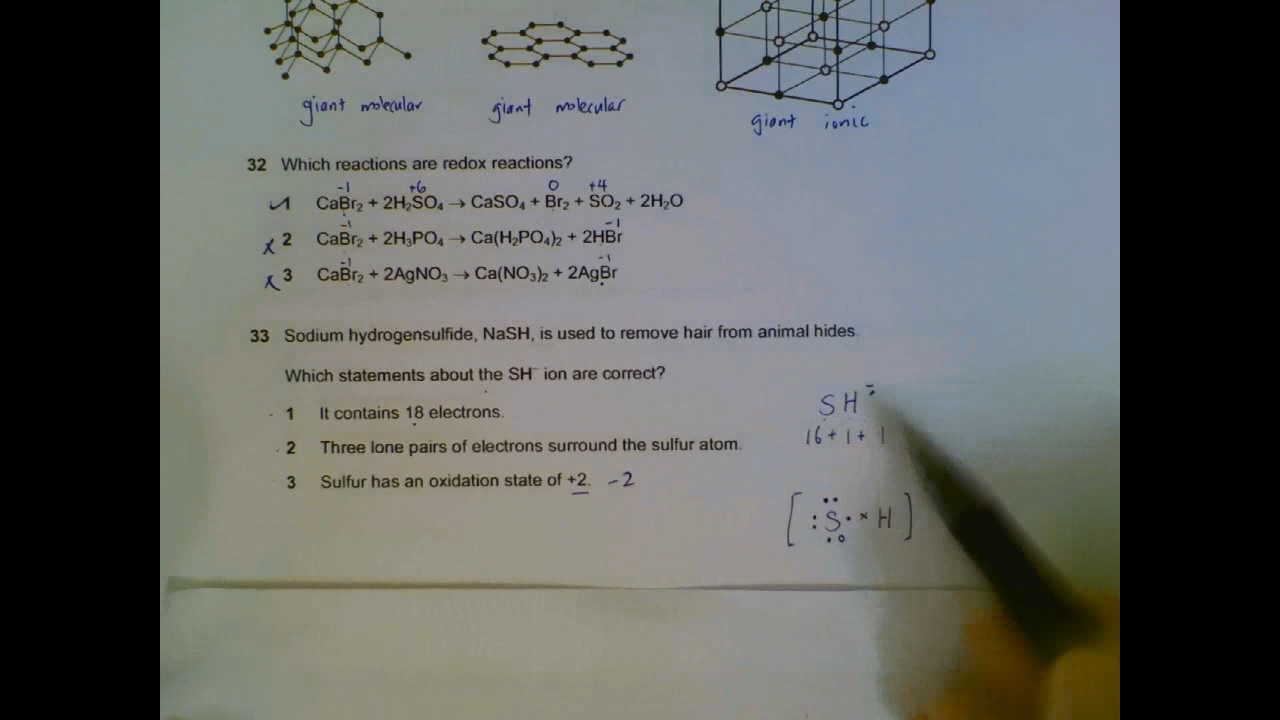 giant molecular
giant molecular
giant ionic
32 Which reactions are redox reactions?
-1 +6 0 +4
1 CaBr₂ + 2H₂SO₄ → CaSO₄ + Br₂ + SO₂ + 2H₂O
-1 -1
2 CaBr₂ + 2H₃PO₄ → Ca(H₂PO₄)₂ + 2HBr
-1 -1
3 CaBr₂ + 2AgNO₃ → Ca(NO₃)₂ + 2AgBr
33 Sodium hydrogensulfide, NaSH, is used to remove hair from animal hides.
Which statements about the SH⁻ ion are correct?
1 It contains 18 electrons.
2 Three lone pairs of electrons surround the sulfur atom.
3 Sulfur has an oxidation state of +2. -2
SH⁻
16 + 1 + 1
[ S H ]